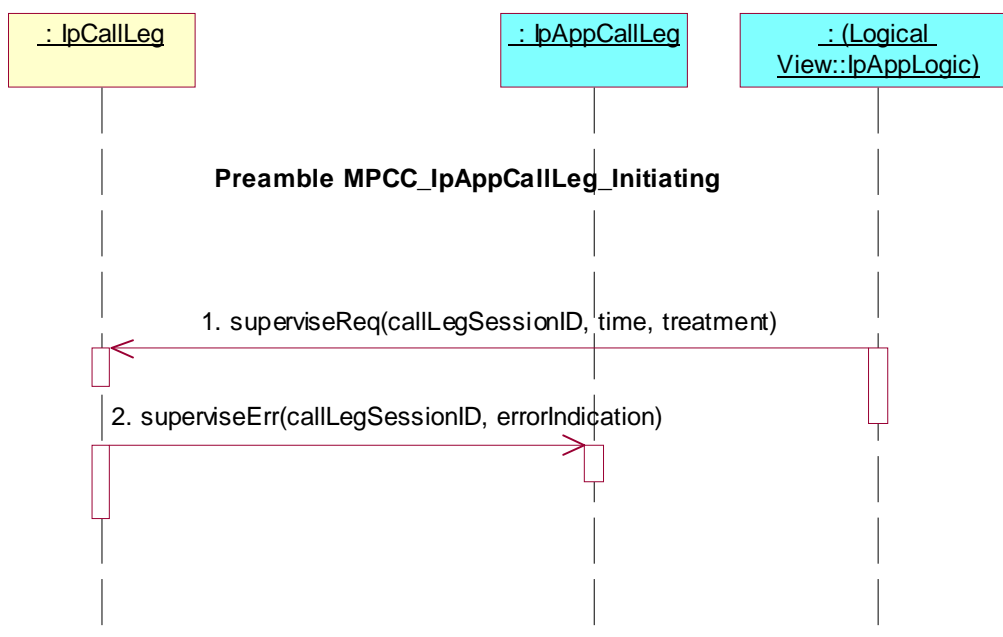 : IpCallLeg
: IpAppCallLeg
: (Logical
View::IpAppLogic)
Preamble MPCC_IpAppCallLeg_Initiating
1. superviseReq(callLegSessionID, time, treatment)
2. superviseErr(callLegSessionID, errorIndication)